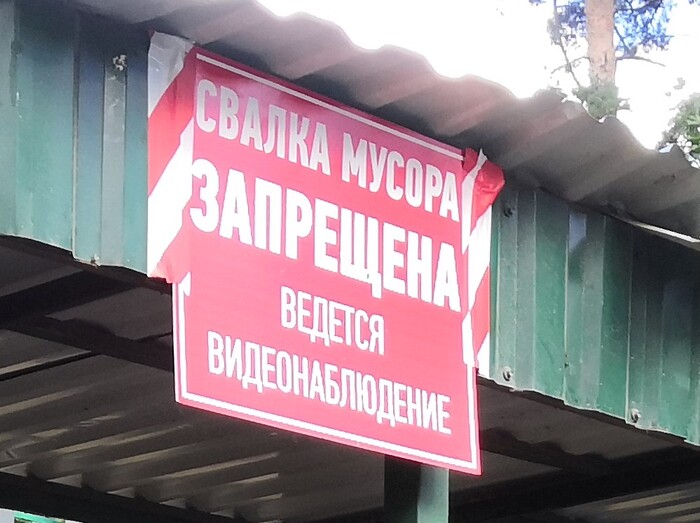 СВАЛКА МУСОРА
ЗАПРЕЩЕНА
ВЕДЕТСЯ
ВИДЕОНАБЛЮДЕНИЕ